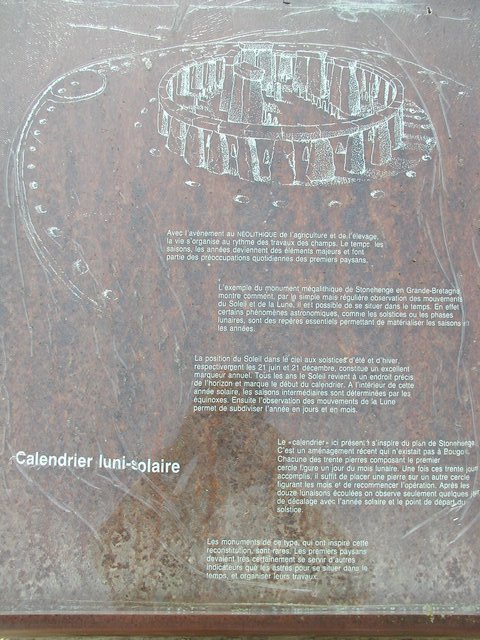 Avec l'avénement au NEOLITHIQUE de l'agriculture et de l'élevage,
la vie s'organise au rythme des travaux des champs. Le temps les
saisons, les années deviennent des éléments majeurs et font
partie des préoccupations quotidiennes des premiers paysans.
L'exemple du monument mégalithique de Stonehenge en Grande-Bretagne
montre comment, par la simple mais régulière observation des mouvements
du Soleil et de la Lune, il est possible de se situer dans le temps. En effet
certains phénomènes astronomiques, comme les solstices ou les phases
lunaires, sont des repères essentiels permettant de matérialiser les saisons et
les années.
La position du Soleil dans le ciel aux solstices d'été et d'hiver,
respectivement les 21 juin et 21 décembre, constitue un excellent
marqueur annuel. Tous les ans le Soleil revient à un endroit précis
de l'horizon et marque le début du calendrier. A l'intérieur de cette
année solaire, les saisons intermédiaires sont déterminées par les
équinoxes. Ensuite l'observation des mouvements de la Lune
permet de subdiviser l'année en jours et en mois.
Le «calendrier» ici présent s'inspire du plan de Stonehenge
C'est un aménagement récent qui n'existait pas à Bougon.
Chacune des trente pierres composant le premier
cercle figure un jour du mois lunaire. Une fois ces trente jours
accomplis, il suffit de placer une pierre sur un autre cercle
figurant les mois et de recommencer l'opération. Après les
douze lunaisons écoulées on observe seulement quelques
de décalage avec l'année solaire et le point de départ du
solstice.
Calendrier luni-solaire
Les monuments de ce type, qui ont inspiré cette
reconstitution, sont rares. Les premiers paysans
devaient très certainement se servir d'autres
indicateurs que les astres pour se situer dans le
temps, et organiser leurs travaux.